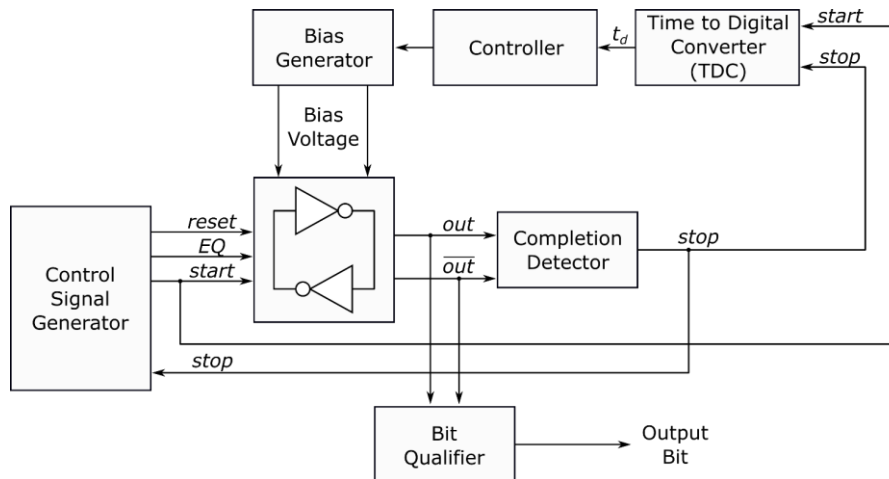 Bias
Generator
Controller
t_d
Time to Digital
Converter
(TDC)
start
stop
Bias
Voltage
Control
Signal
Generator
reset
EQ
start
stop
out
o̅u̅t̅
Completion
Detector
stop
Bit
Qualifier
Output
Bit